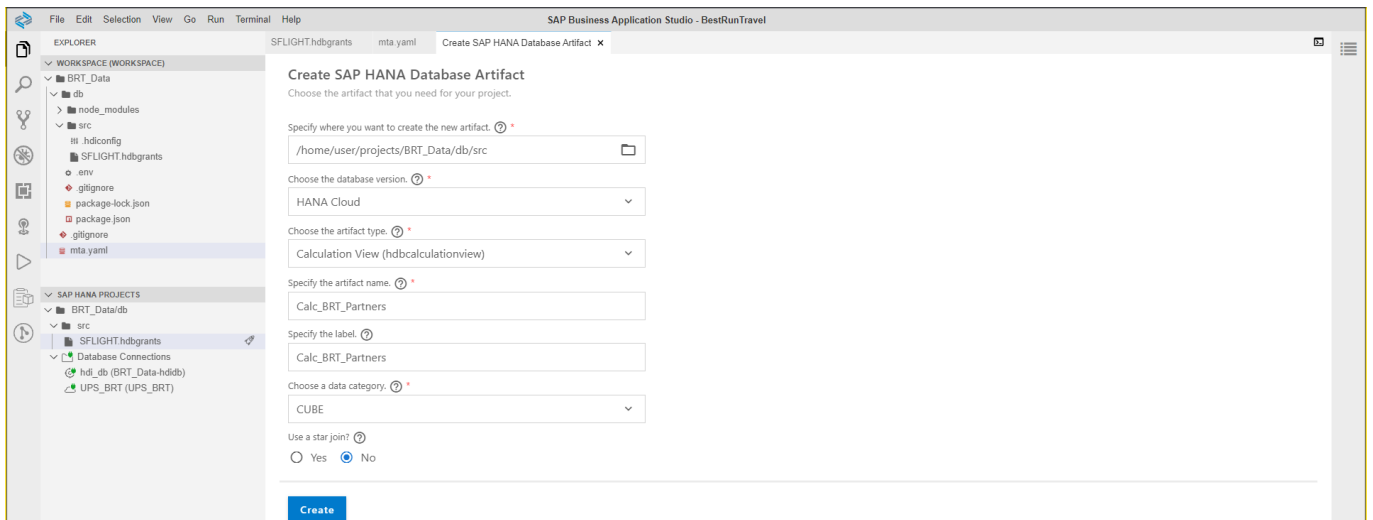 File Edit Selection View Go Run Terminal Help
SAP Business Application Studio - BestRunTravel
EXPLORER
WORKSPACE (WORKSPACE)
BRT_Data
db
node_modules
src
.hdiconfig
SFLIGHT.hdbgrants
.env
.gitignore
package-lock.json
package.json
.gitignore
mta.yaml
SAP HANA PROJECTS
BRT_Data/db
src
SFLIGHT.hdbgrants
Database Connections
hdi_db (BRT_Data-hdidb)
UPS_BRT (UPS_BRT)
SFLIGHT.hdbgrants mta.yaml Create SAP HANA Database Artifact ×
Create SAP HANA Database Artifact
Choose the artifact that you need for your project.
Specify where you want to create the new artifact. ? *
/home/user/projects/BRT_Data/db/src
Choose the database version. ? *
HANA Cloud
Choose the artifact type. ? *
Calculation View (hdbcalculationview)
Specify the artifact name. ? *
Calc_BRT_Partners
Specify the label. ?
Calc_BRT_Partners
Choose a data category. ? *
CUBE
Use a star join? ?
Yes No
Create